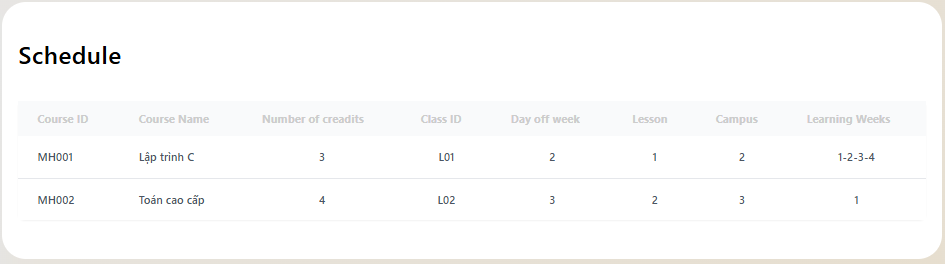 Schedule
Course ID Course Name Number of creadits Class ID Day off week Lesson Campus Learning Weeks
MH001 Lập trình C 3 L01 2 1 2 1-2-3-4
MH002 Toán cao cấp 4 L02 3 2 3 1